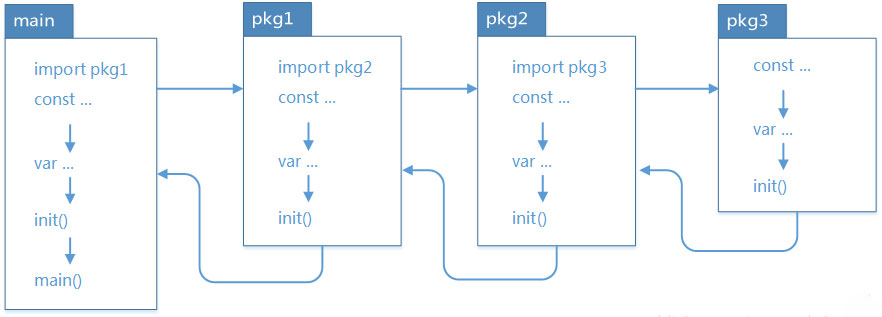 main
import pkg1
const ...
var ...
init()
main()
pkg1
import pkg2
const ...
var ...
init()
pkg2
import pkg3
const ...
var ...
init()
pkg3
const ...
var ...
init()